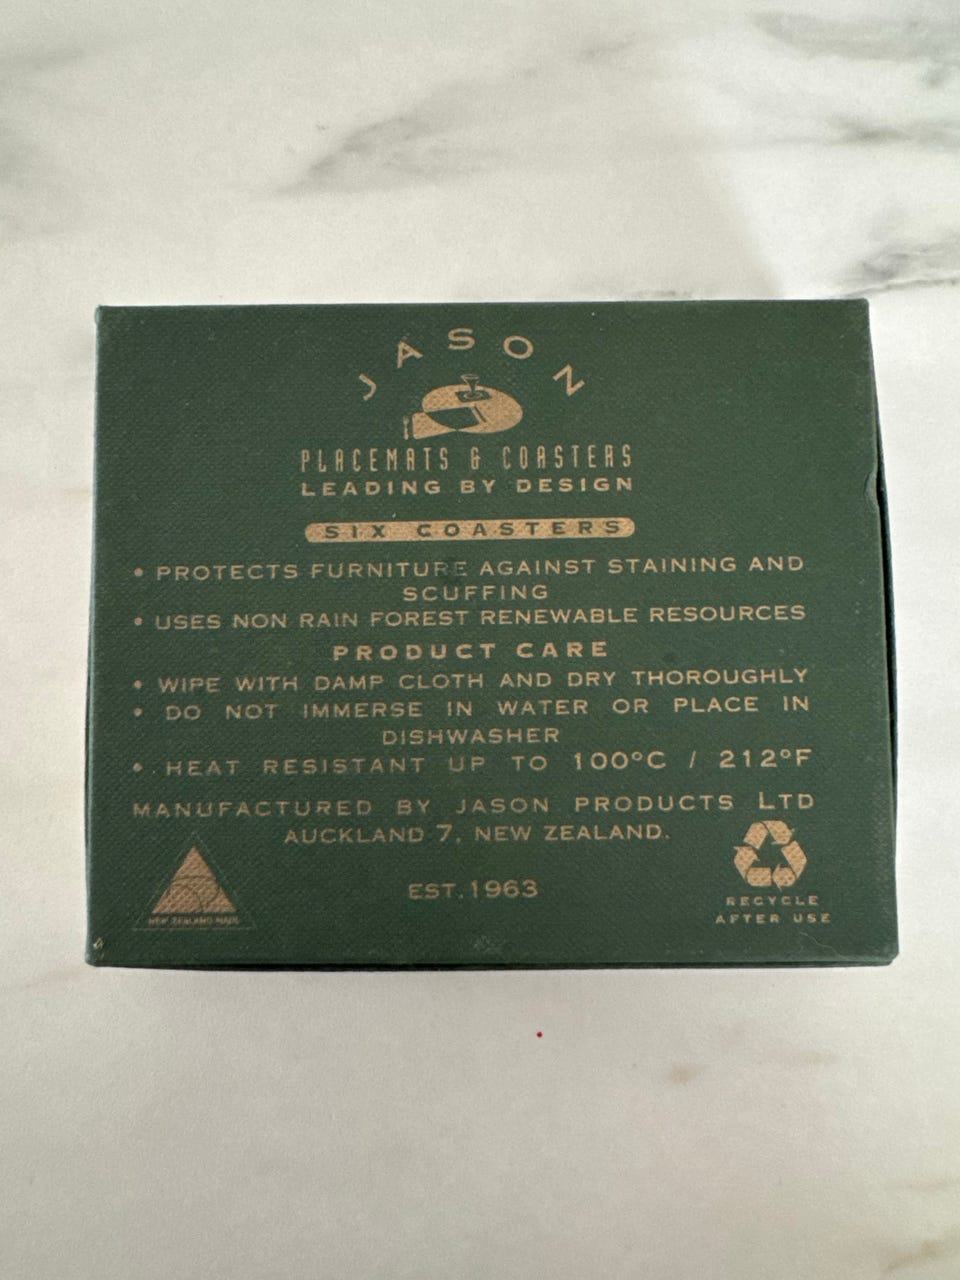 JASON
PLACEMATS & COASTERS
LEADING BY DESIGN
SIX COASTERS
• PROTECTS FURNITURE AGAINST STAINING AND
SCUFFING
• USES NON RAIN FOREST RENEWABLE RESOURCES
PRODUCT CARE
• WIPE WITH DAMP CLOTH AND DRY THOROUGHLY
• DO NOT IMMERSE IN WATER OR PLACE IN
DISHWASHER
• HEAT RESISTANT UP TO 100°C / 212°F
MANUFACTURED BY JASON PRODUCTS LTD
AUCKLAND 7, NEW ZEALAND.
EST.1963
NEW ZEALAND MADE
RECYCLE
AFTER USE